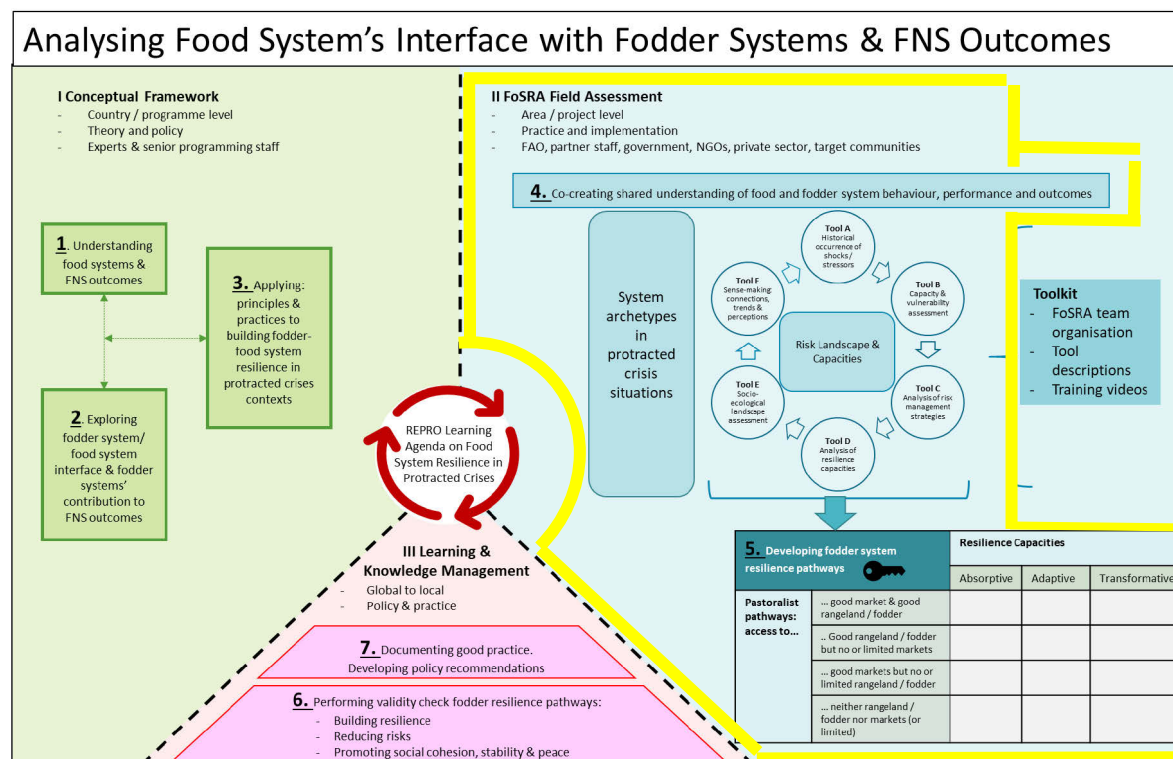 Analysing Food System's Interface with Fodder Systems & FNS Outcomes
I Conceptual Framework
- Country / programme level
- Theory and policy
- Experts & senior programming staff
1. Understanding
food systems &
FNS outcomes
3. Applying:
principles &
practices to
building fodder-
food system
resilience in
protracted crises
contexts
2. Exploring
fodder system/
food system
interface & fodder
systems'
contribution to
FNS outcomes
II FoSRA Field Assessment
- Area / project level
- Practice and implementation
- FAO, partner staff, government, NGOs, private sector, target communities
4. Co-creating shared understanding of food and fodder system behaviour, performance and outcomes
System
archetypes
in
protracted
crisis
situations
Tool A
Historical
occurrence of
shocks/
stressors
Tool B
Capacity &
vulnerability
assessment
Tool C
Analysis of risk
management
strategies
Tool D
Analysis of
resilience
capacities
Tool E
Socio-
ecological
landscape
assessment
Tool F
Sense-making
connections,
trends &
perceptions
Risk Landscape &
Capacities
Toolkit
- FoSRA team
organisation
- Tool
descriptions
- Training videos
REPRO Learning
Agenda on Food
System Resilience in
Protracted Crises
5. Developing fodder system
resilience pathways
Resilience Capacities
Absorptive Adaptive Transformative
Pastoralist
pathways:
access to...
... good market & good
rangeland / fodder
.. Good rangeland / fodder
but no or limited markets
... good markets but no or
limited rangeland / fodder
... neither rangeland /
fodder nor markets (or
limited)
III Learning &
Knowledge Management
- Global to local
- Policy & practice
7. Documenting good practice.
Developing policy recommendations
6. Performing validity check fodder resilience pathways:
- Building resilience
- Reducing risks
- Promoting social cohesion, stability & peace